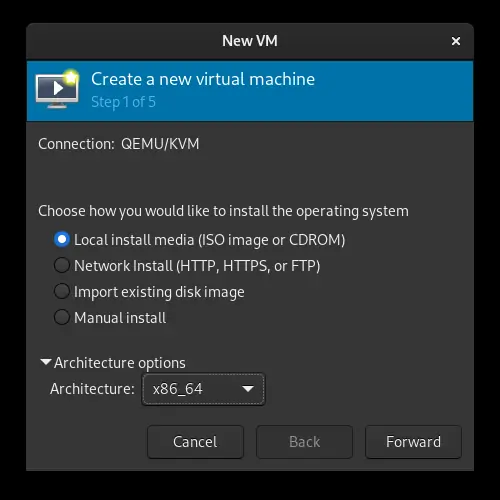 New VM
Create a new virtual machine
Step 1 of 5
Connection: QEMU/KVM
Choose how you would like to install the operating system
Local install media (ISO image or CDROM)
Network Install (HTTP, HTTPS, or FTP)
Import existing disk image
Manual install
Architecture options
Architecture: x86_64
Cancel Back Forward